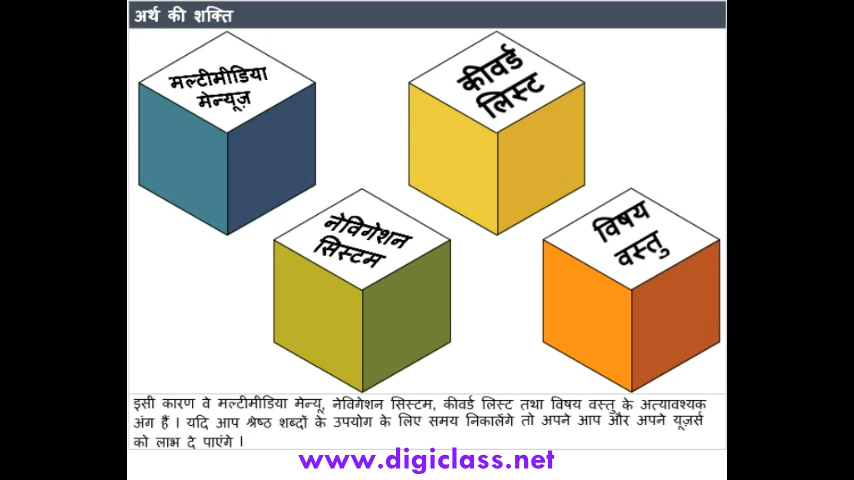 अर्थ की शक्ति
मल्टीमीडिया
मेन्यूज़
कीवर्ड
लिस्ट
नेविगेशन
सिस्टम
विषय
वस्तु
इसी कारण वे मल्टीमीडिया मेन्यू, नेविगेशन सिस्टम, कीवर्ड लिस्ट तथा विषय वस्तु के अत्यावश्यक
अंग हैं । यदि आप श्रेष्ठ शब्दों के उपयोग के लिए समय निकालेंगे तो अपने आप और अपने यूज़र्स
को लाभ दे पाएंगे ।
www.digiclass.net